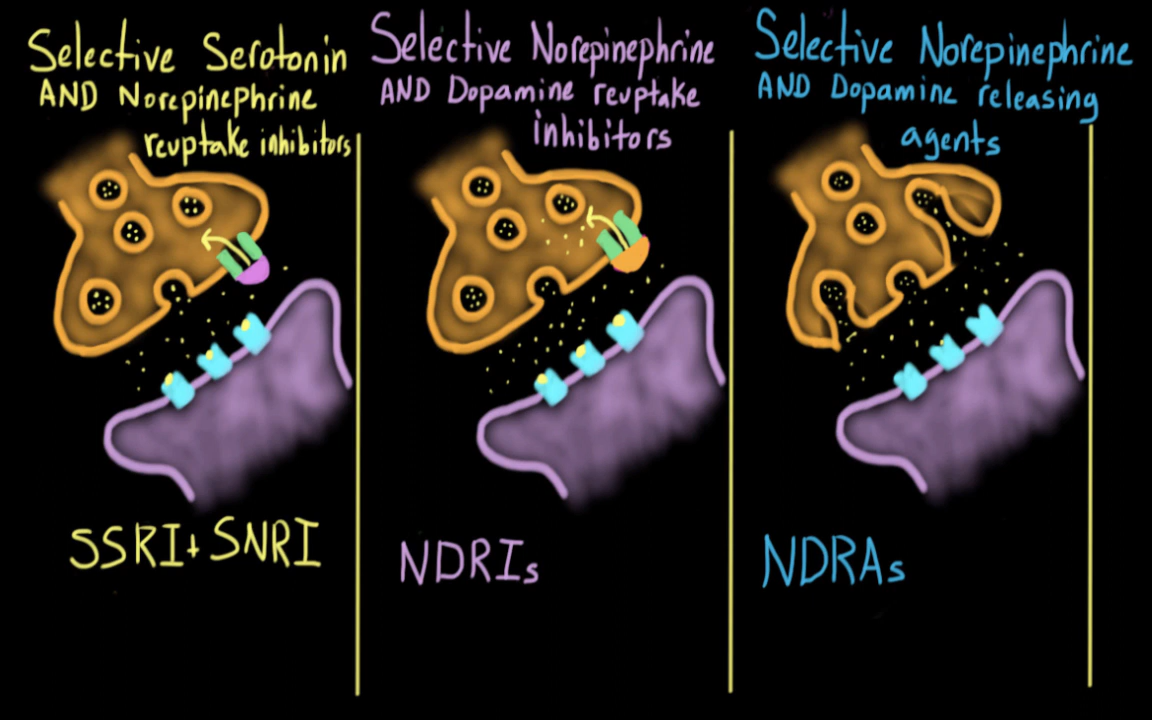 Selective Serotonin
AND Norepinephrine
reuptake inhibitors
SSRI+SNRI
Selective Norepinephrine
AND Dopamine reuptake
inhibitors
NDRIs
Selective Norepinephrine
AND Dopamine releasing
agents
NDRAs